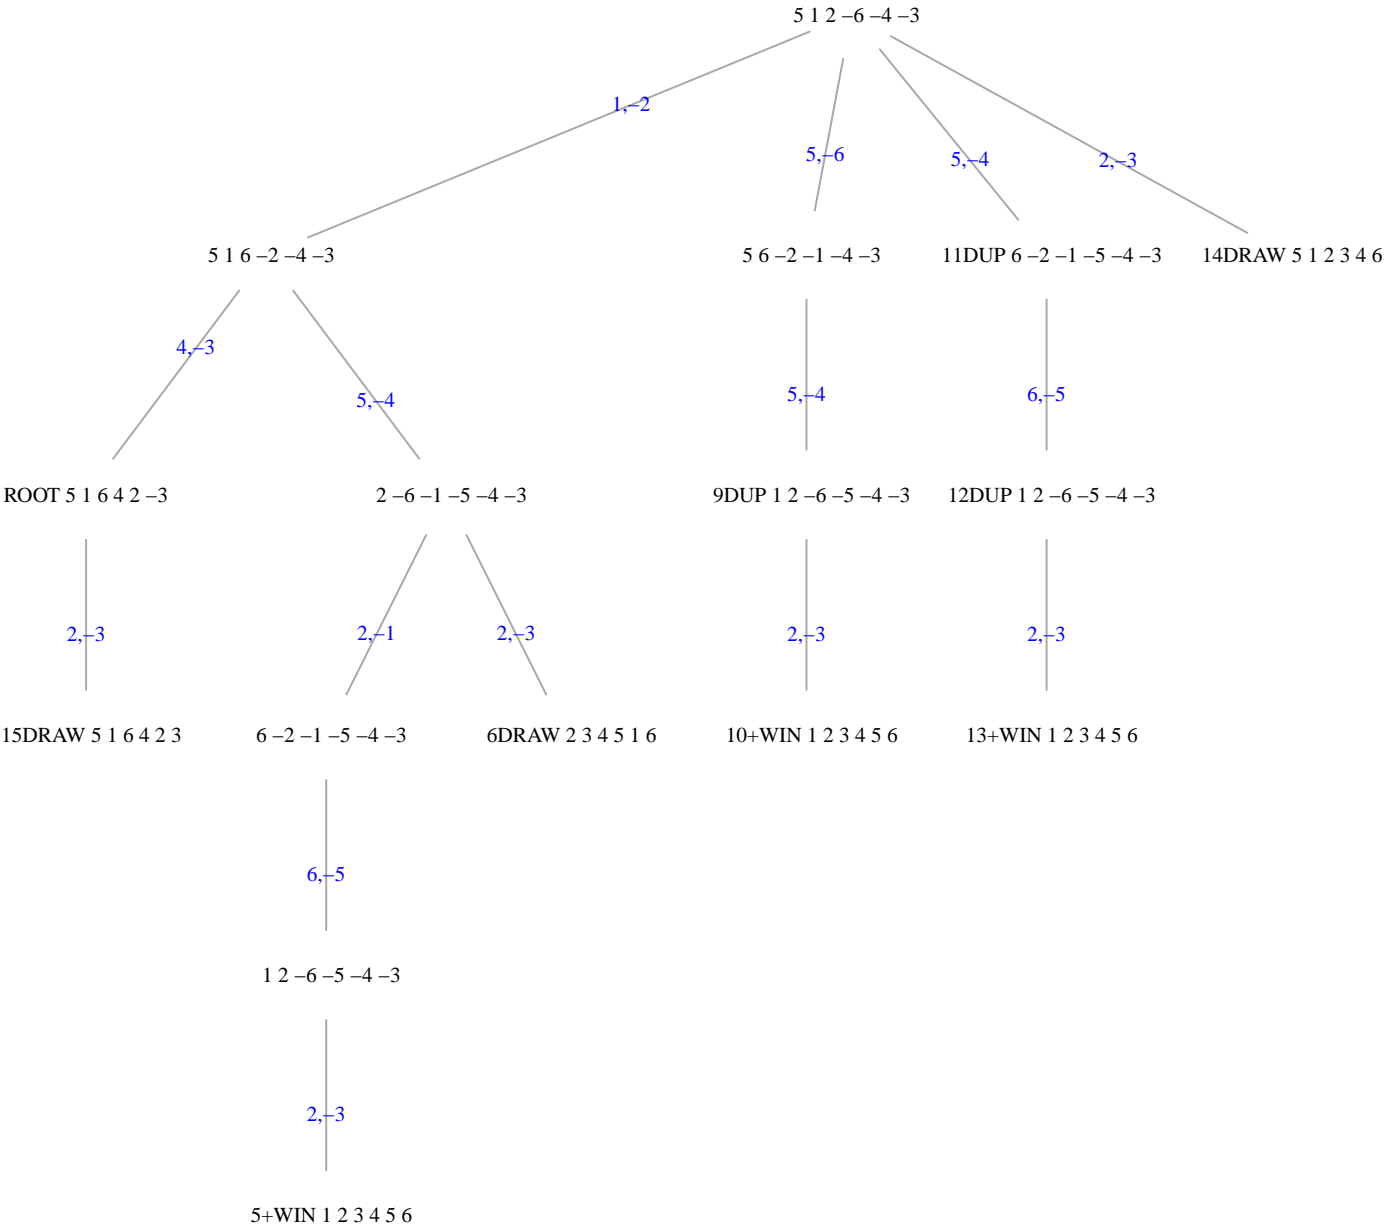 5 1 2 –6 –4 –3
1,–2
5,–6
5,–4
2,–3
5 1 6 –2 –4 –3
5 6 –2 –1 –4 –3
11DUP 6 –2 –1 –5 –4 –3
14DRAW 5 1 2 3 4 6
4,–3
5,–4
5,–4
6,–5
ROOT 5 1 6 4 2 –3
2 –6 –1 –5 –4 –3
9DUP 1 2 –6 –5 –4 –3
12DUP 1 2 –6 –5 –4 –3
2,–3
2,–1
2,–3
2,–3
2,–3
15DRAW 5 1 6 4 2 3
6 –2 –1 –5 –4 –3
6DRAW 2 3 4 5 1 6
10+WIN 1 2 3 4 5 6
13+WIN 1 2 3 4 5 6
6,–5
1 2 –6 –5 –4 –3
2,–3
5+WIN 1 2 3 4 5 6